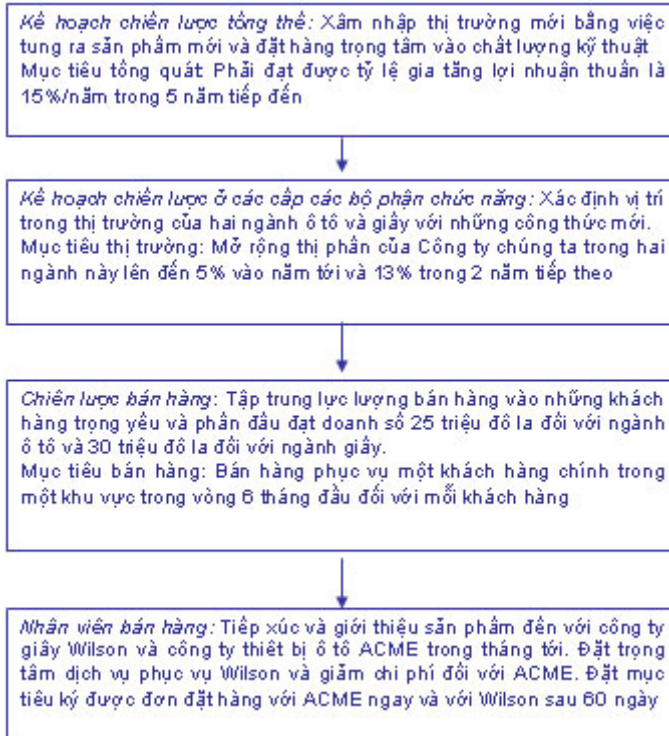 Kế hoạch chiến lược tổng thể: Xâm nhập thị trường mới bằng việc
tung ra sản phẩm mới và đặt hàng trọng tâm vào chất lượng kỹ thuật
Mục tiêu tổng quát: Phải đạt được tỷ lệ gia tăng lợi nhuận thuần là
15%/năm trong 5 năm tiếp đến
Kế hoạch chiến lược ở các cấp các bộ phận chức năng: Xác định vị trí
trong thị trường của hai ngành ô tô và giấy với những công thức mới.
Mục tiêu thị trường: Mở rộng thị phần của Công ty chúng ta trong hai
ngành này lên đến 5% vào năm tới và 13% trong 2 năm tiếp theo
Chiến lược bán hàng: Tập trung lực lượng bán hàng vào những khách
hàng trọng yếu và phấn đấu đạt doanh số 25 triệu đô la đối với ngành
ô tô và 30 triệu đô la đối với ngành giấy.
Mục tiêu bán hàng: Bán hàng phục vụ một khách hàng chính trong
một khu vực trong vòng 6 tháng đầu đối với mỗi khách hàng
Nhân viên bán hàng: Tiếp xúc và giới thiệu sản phẩm đến với công ty
giấy Wilson và công ty thiết bị ô tô ACME trong tháng tới. Đặt trọng
tâm dịch vụ phục vụ Wilson và giảm chi phí đối với ACME. Đặt mục
tiêu ký được đơn đặt hàng với ACME ngay và với Wilson sau 60 ngày